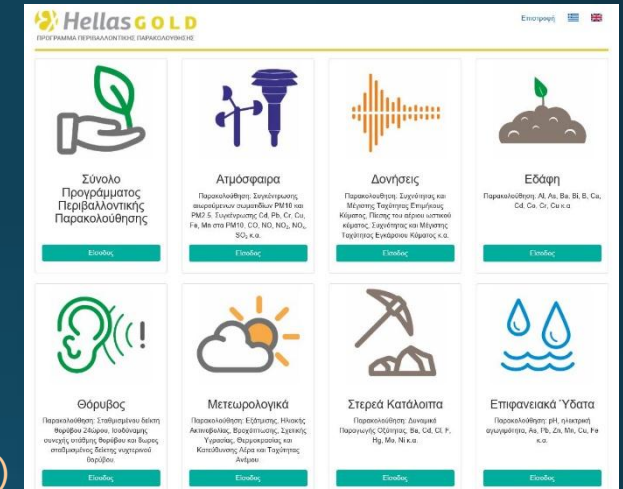 Hellas GOLD
ΠΡΟΓΡΑΜΜΑ ΠΕΡΙΒΑΛΛΟΝΤΙΚΗΣ ΠΑΡΑΚΟΛΟΥΘΗΣΗΣ
Επιστροφή
Σύνολο
Προγράμματος
Περιβαλλοντικής
Παρακολούθησης
Είσοδος
Ατμόσφαιρα
Παρακολούθηση: Συγκέντρωσης
αιωρούμενων σωματιδίων PM10 και
PM2.5, Συγκέντρωσης Cd, Pb, Cr, Cu,
Fe, Mn στα PM10, CO, NO, NO₂, NOₓ,
SO₂ κ.α.
Είσοδος
Δονήσεις
Παρακολούθηση: Συχνότητας και
Μέγιστης Ταχύτητας Επιμήκους
Κύματος, Πίεσης του αέριου ωστικού
κύματος, Συχνότητας και Μέγιστης
Ταχύτητας Εγκάρσιου Κύματος κ.α.
Είσοδος
Εδάφη
Παρακολούθηση: Al, As, Ba, Bi, B, Ca,
Cd, Co, Cr, Cu κ.α
Είσοδος
Θόρυβος
Παρακολούθηση: Σταθμισμένου δείκτη
θορύβου 24ώρου, Ισοδύναμης
συνεχής στάθμης θορύβου και 8ωρος
σταθμισμένος δείκτης νυχτερινού
θορύβου
Είσοδος
Μετεωρολογικά
Παρακολούθηση: Εξάτμισης, Ηλιακής
Ακτινοβολίας, Βροχόπτωσης, Σχετικής
Υγρασίας, Θερμοκρασίας και
Κατεύθυνσης Αέρα και Ταχύτητας
Ανέμου
Είσοδος
Στερεά Κατάλοιπα
Παρακολούθηση: Δυναμικό
Παραγωγής Οξύτητας, Ba, Cd, Cl, F,
Hg, Mo, Ni κ.α.
Είσοδος
Επιφανειακά Ύδατα
Παρακολούθηση: pH, ηλεκτρική
αγωγιμότητα, As, Pb, Zn, Mn, Cu, Fe
κ.α.
Είσοδος